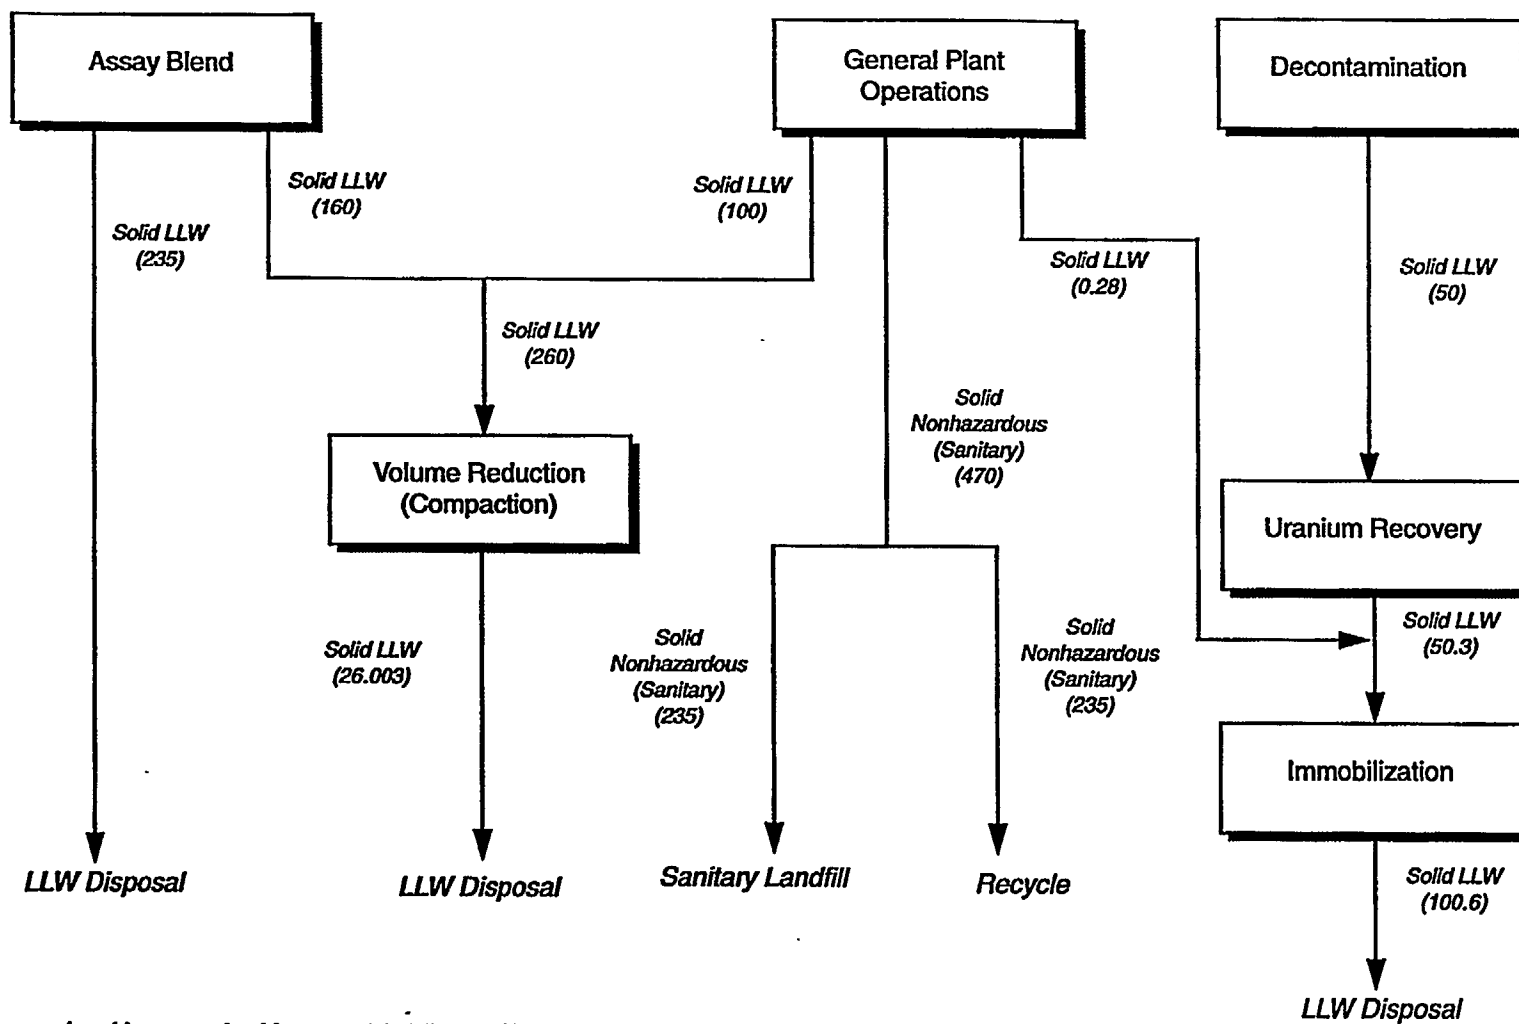 Assay Blend
General Plant
Operations
Decontamination
Solid LLW
(160)
Solid LLW
(100)
Solid LLW
(235)
Solid LLW
(0.28)
Solid LLW
(50)
Solid LLW
(260)
Solid
Nonhazardous
(Sanitary)
(470)
Volume Reduction
(Compaction)
Uranium Recovery
Solid LLW
(26.003)
Solid
Nonhazardous
(Sanitary)
(235)
Solid
Nonhazardous
(Sanitary)
(235)
Solid LLW
(50.3)
Immobilization
LLW Disposal
LLW Disposal
Sanitary Landfill
Recycle
Solid LLW
(100.6)
LLW Disposal